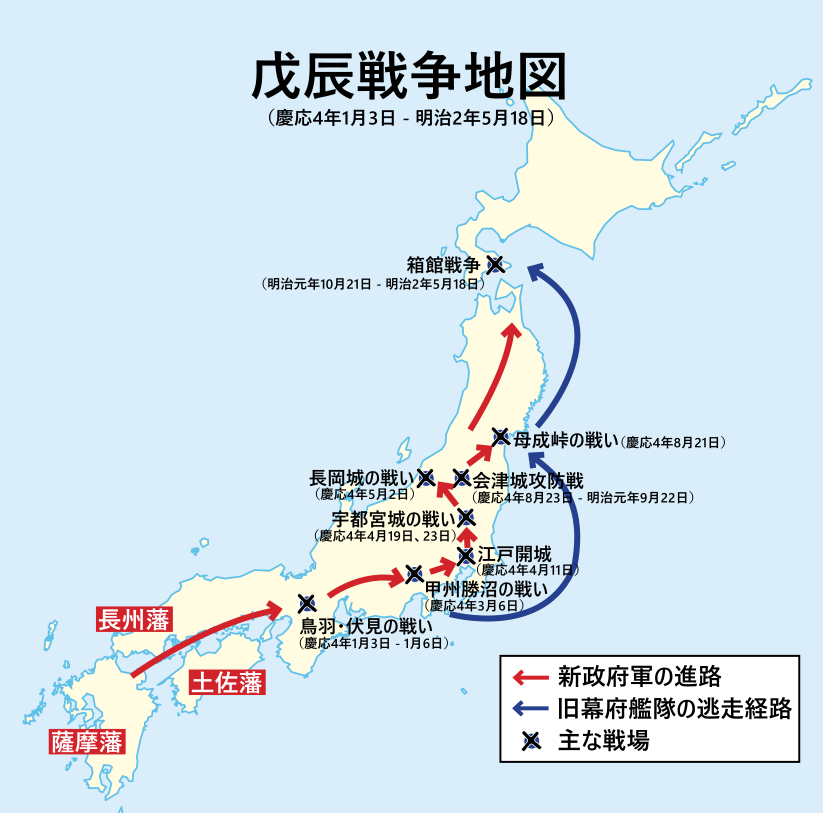 戊辰戦争地図
（慶応4年1月3日 - 明治2年5月18日）
箱館戦争
（明治元年10月21日 - 明治2年5月18日）
母成峠の戦い（慶応4年8月21日）
長岡城の戦い
（慶応4年5月2日）
会津城攻防戦
（慶応4年8月23日 - 明治元年9月22日）
宇都宮城の戦い
（慶応4年4月19日、23日）
江戸開城
（慶応4年4月11日）
甲州勝沼の戦い
（慶応4年3月6日）
鳥羽・伏見の戦い
（慶応4年1月3日 - 1月6日）
長州藩
土佐藩
薩摩藩
新政府軍の進路
旧幕府艦隊の逃走経路
主な戦場